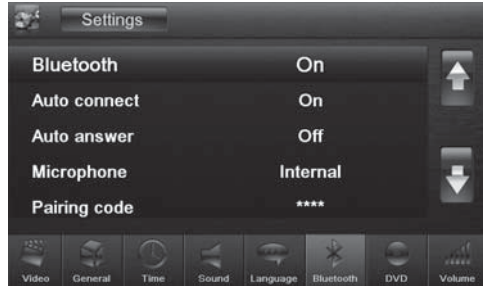 Settings
Bluetooth On
Auto connect On
Auto answer Off
Microphone Internal
Pairing code ****
Video General Time Sound Language Bluetooth DVD Volume